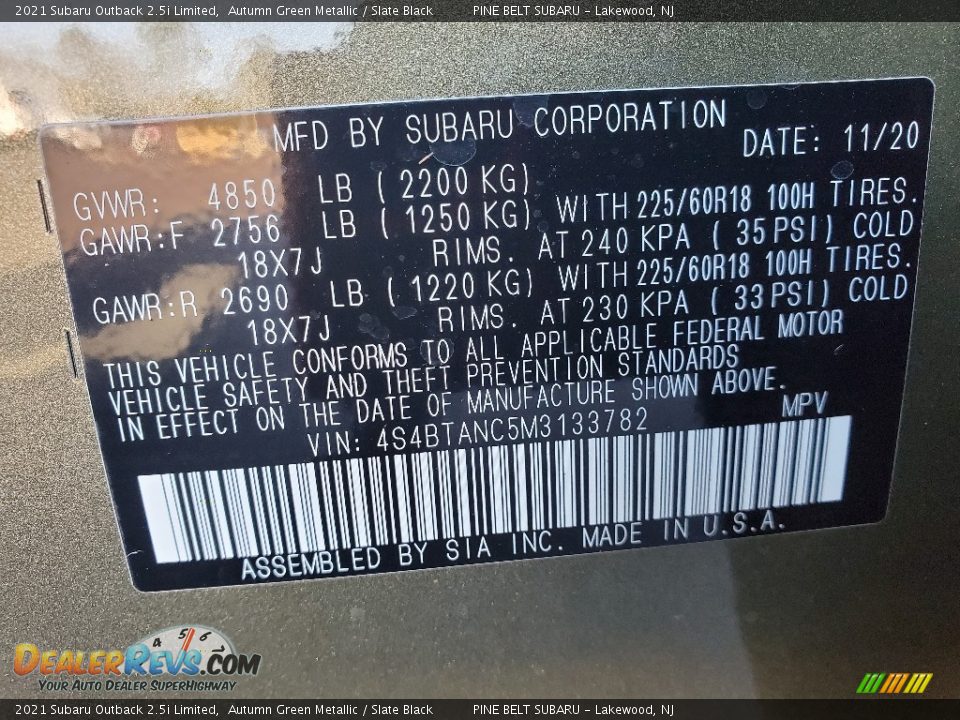 2021 Subaru Outback 2.5i Limited, Autumn Green Metallic / Slate Black PINE BELT SUBARU - Lakewood, NJ
MFD BY SUBARU CORPORATION DATE: 11/20
GVWR: 4850 LB (2200 KG)
GAWR:F 2756 LB (1250 KG) WITH 225/60R18 100H TIRES.
18X7J RIMS. AT 240 KPA (35 PSI) COLD
GAWR:R 2690 LB (1220 KG) WITH 225/60R18 100H TIRES.
18X7J RIMS. AT 230 KPA (33 PSI) COLD
THIS VEHICLE CONFORMS TO ALL APPLICABLE FEDERAL MOTOR
VEHICLE SAFETY AND THEFT PREVENTION STANDARDS
IN EFFECT ON THE DATE OF MANUFACTURE SHOWN ABOVE.
VIN: 4S4BTANC5M3133782 MPV
ASSEMBLED BY SIA INC. MADE IN U.S.A.
4 5 6
DEALERREVS.COM
YOUR AUTO DEALER SUPERHIGHWAY
2021 Subaru Outback 2.5i Limited, Autumn Green Metallic / Slate Black PINE BELT SUBARU - Lakewood, NJ